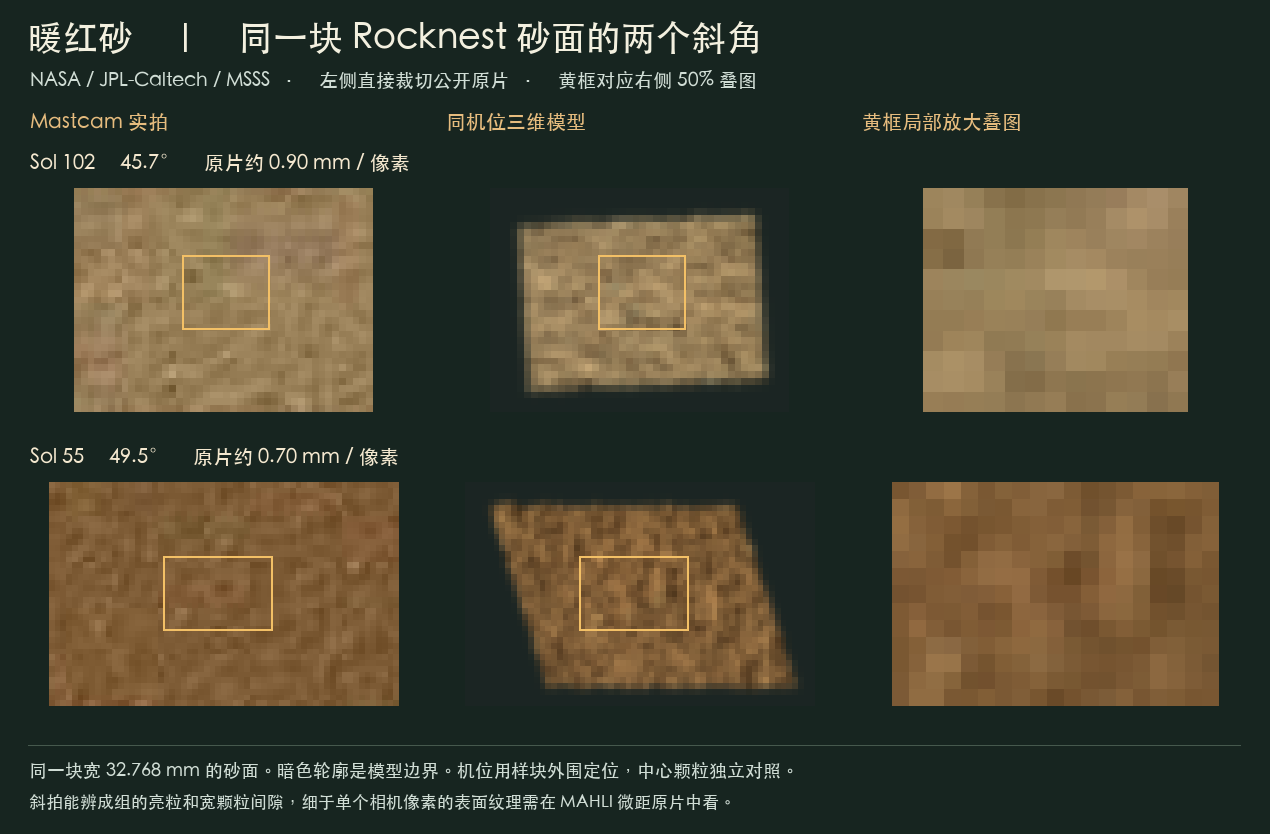 暖红砂 | 同一块 Rocknest 砂面的两个斜角
NASA / JPL-Caltech / MSSS · 左侧直接裁切公开原片 · 黄框对应右侧 50% 叠图
Mastcam 实拍 同机位三维模型 黄框局部放大叠图
Sol 102 45.7° 原片约 0.90 mm / 像素
Sol 55 49.5° 原片约 0.70 mm / 像素
同一块宽 32.768 mm 的砂面。暗色轮廓是模型边界。机位用样块外围定位，中心颗粒独立对照。
斜拍能辨成组的亮粒和宽颗粒间隙，细于单个相机像素的表面纹理需在 MAHLI 微距原片中看。